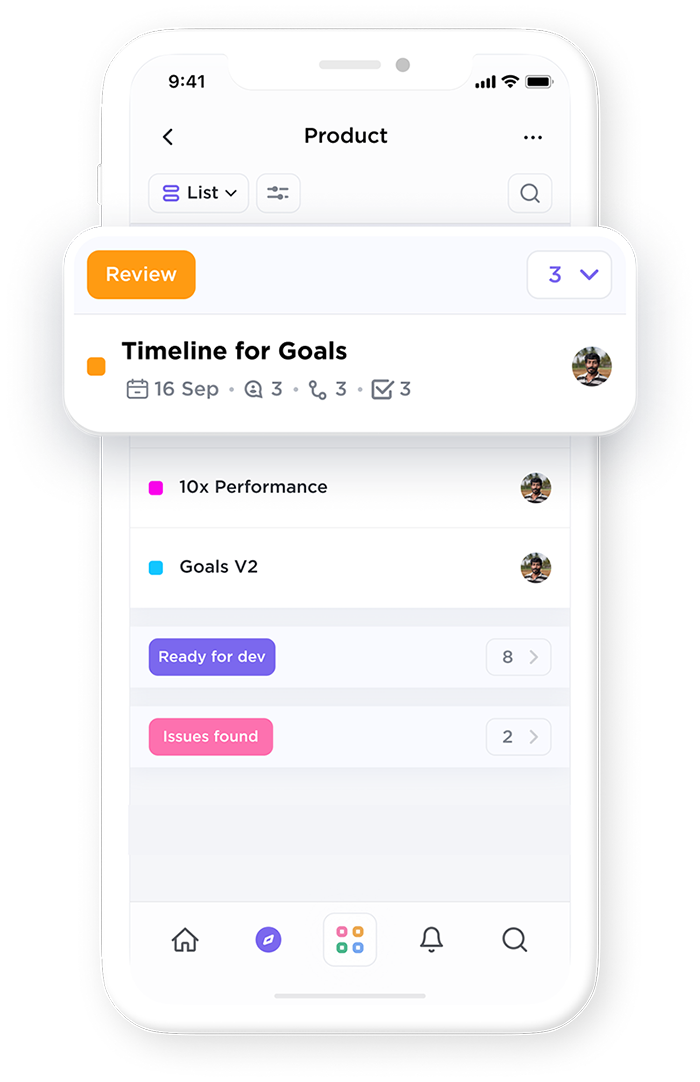 9:41
Product
List
Review
3
Timeline for Goals
16 Sep • 3 • 3 • 3
10x Performance
Goals V2
Ready for dev
8
Issues found
2